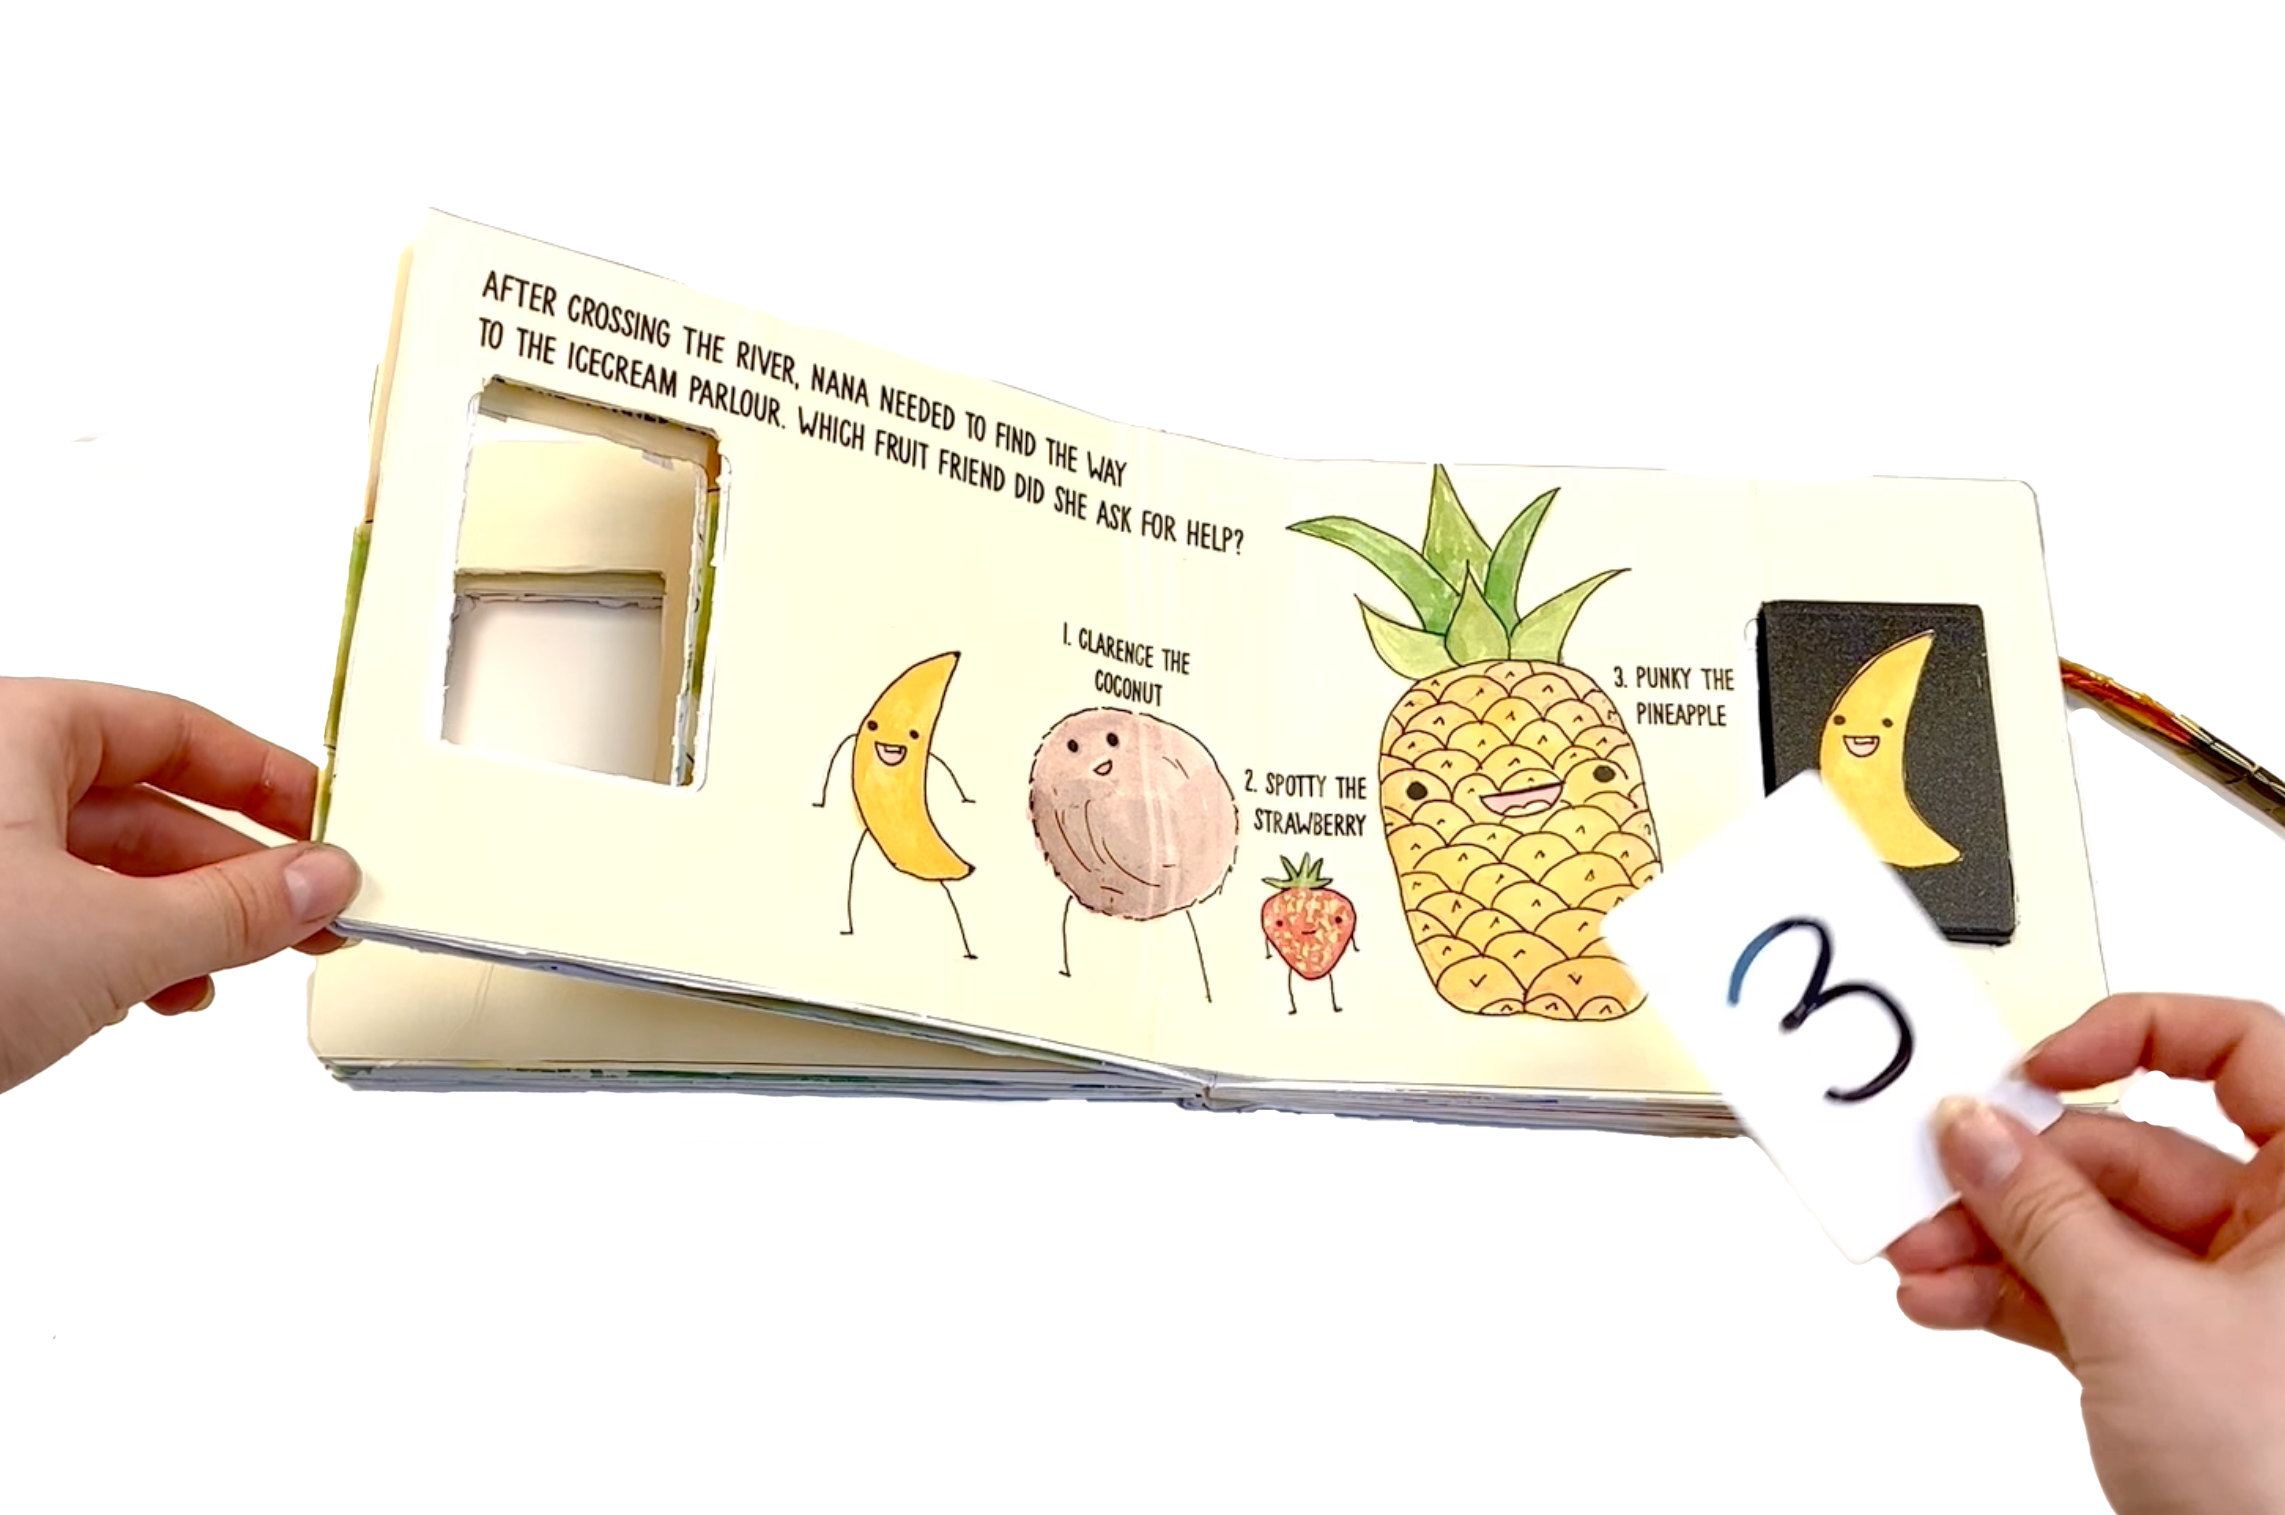 AFTER CROSSING THE RIVER, NANA NEEDED TO FIND THE WAY
TO THE ICECREAM PARLOUR. WHICH FRUIT FRIEND DID SHE ASK FOR HELP?
1. CLARENCE THE
COCONUT
2. SPOTTY THE
STRAWBERRY
3. PUNKY THE
PINEAPPLE
3